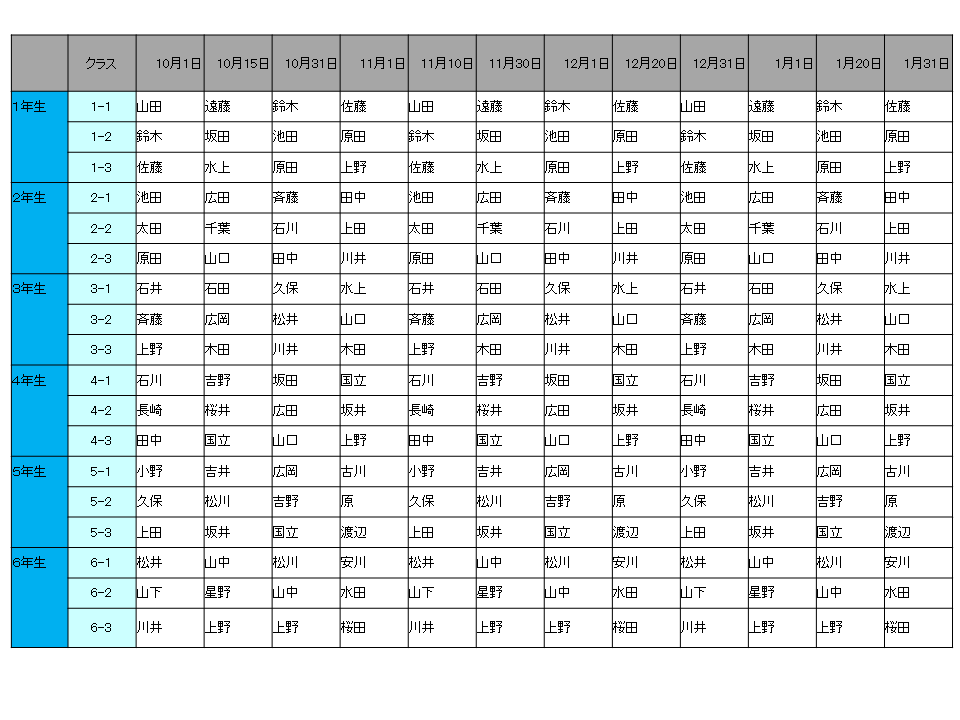 クラス 10月1日 10月15日 10月31日 11月1日 11月10日 11月30日 12月1日 12月20日 12月31日 1月1日 1月20日 1月31日
1年生 1-1 山田 遠藤 鈴木 佐藤 山田 遠藤 鈴木 佐藤 山田 遠藤 鈴木 佐藤
1-2 鈴木 坂田 池田 原田 鈴木 坂田 池田 原田 鈴木 坂田 池田 原田
1-3 佐藤 水上 原田 上野 佐藤 水上 原田 上野 佐藤 水上 原田 上野
2年生 2-1 池田 広田 斉藤 田中 池田 広田 斉藤 田中 池田 広田 斉藤 田中
2-2 太田 千葉 石川 上田 太田 千葉 石川 上田 太田 千葉 石川 上田
2-3 原田 山口 田中 川井 原田 山口 田中 川井 原田 山口 田中 川井
3年生 3-1 石井 石田 久保 水上 石井 石田 久保 水上 石井 石田 久保 水上
3-2 斉藤 広岡 松井 山口 斉藤 広岡 松井 山口 斉藤 広岡 松井 山口
3-3 上野 木田 川井 木田 上野 木田 川井 木田 上野 木田 川井 木田
4年生 4-1 石川 吉野 坂田 国立 石川 吉野 坂田 国立 石川 吉野 坂田 国立
4-2 長崎 桜井 広田 坂井 長崎 桜井 広田 坂井 長崎 桜井 広田 坂井
4-3 田中 国立 山口 上野 田中 国立 山口 上野 田中 国立 山口 上野
5年生 5-1 小野 吉井 広岡 古川 小野 吉井 広岡 古川 小野 吉井 広岡 古川
5-2 久保 松川 吉野 原 久保 松川 吉野 原 久保 松川 吉野 原
5-3 上田 坂井 国立 渡辺 上田 坂井 国立 渡辺 上田 坂井 国立 渡辺
6年生 6-1 松井 山中 松川 安川 松井 山中 松川 安川 松井 山中 松川 安川
6-2 山下 星野 山中 水田 山下 星野 山中 水田 山下 星野 山中 水田
6-3 川井 上野 上野 桜田 川井 上野 上野 桜田 川井 上野 上野 桜田